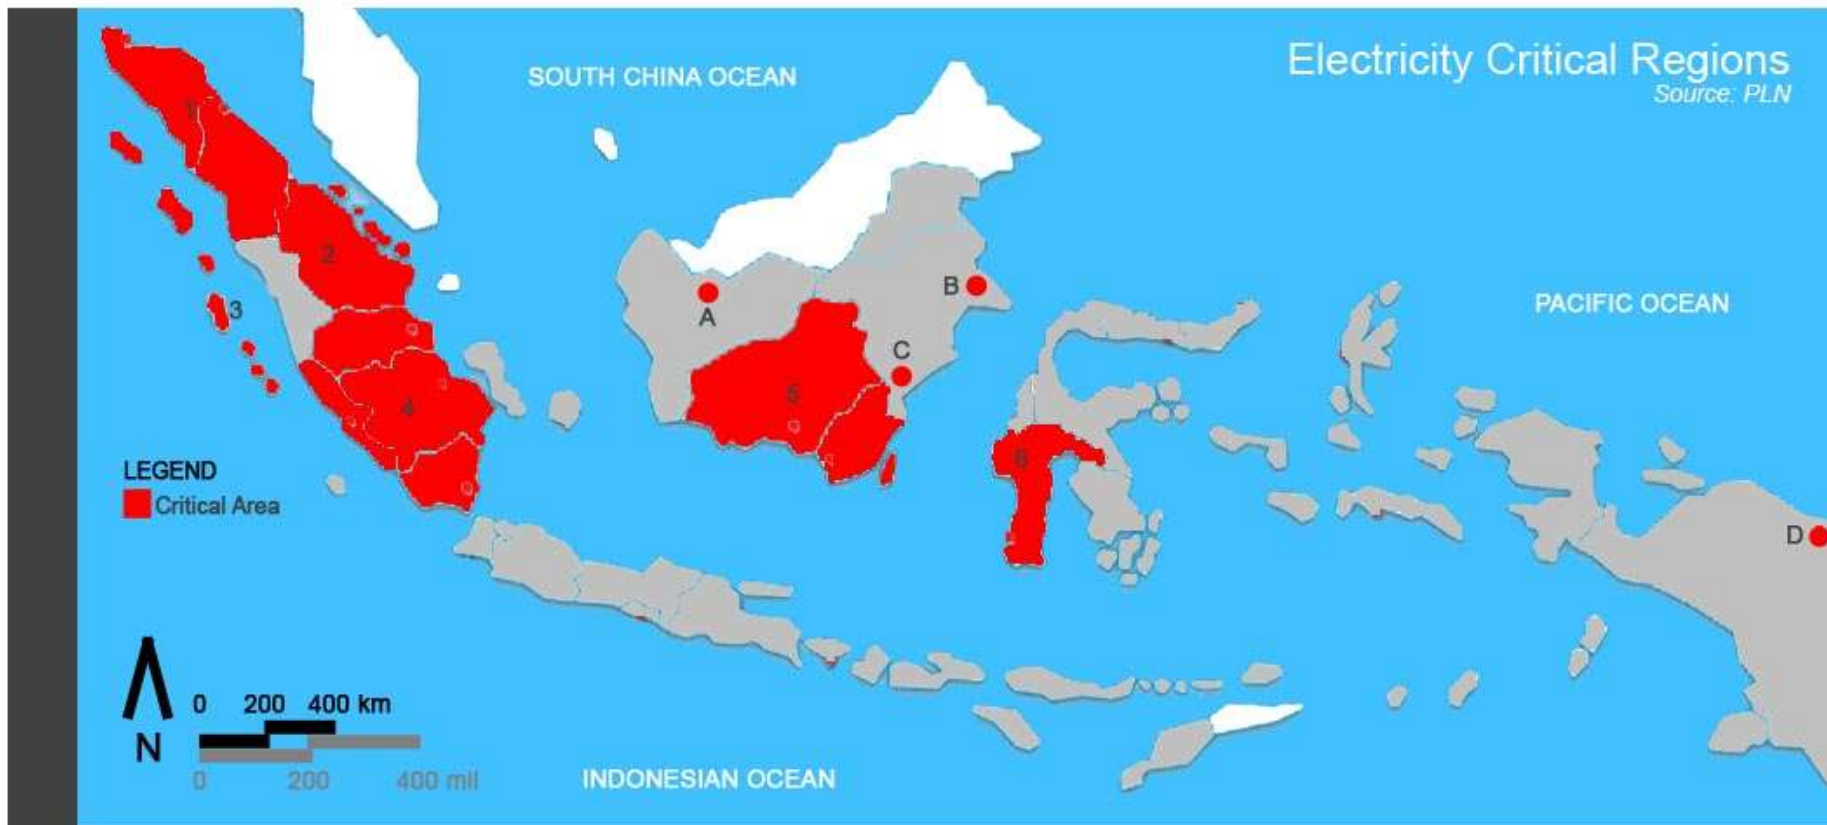 Electricity Critical Regions
Source: PLN
SOUTH CHINA OCEAN
PACIFIC OCEAN
1
2
3
4
5
6
A
B
C
D
LEGEND
Critical Area
N
0 200 400 km
0 200 400 mil
INDONESIAN OCEAN